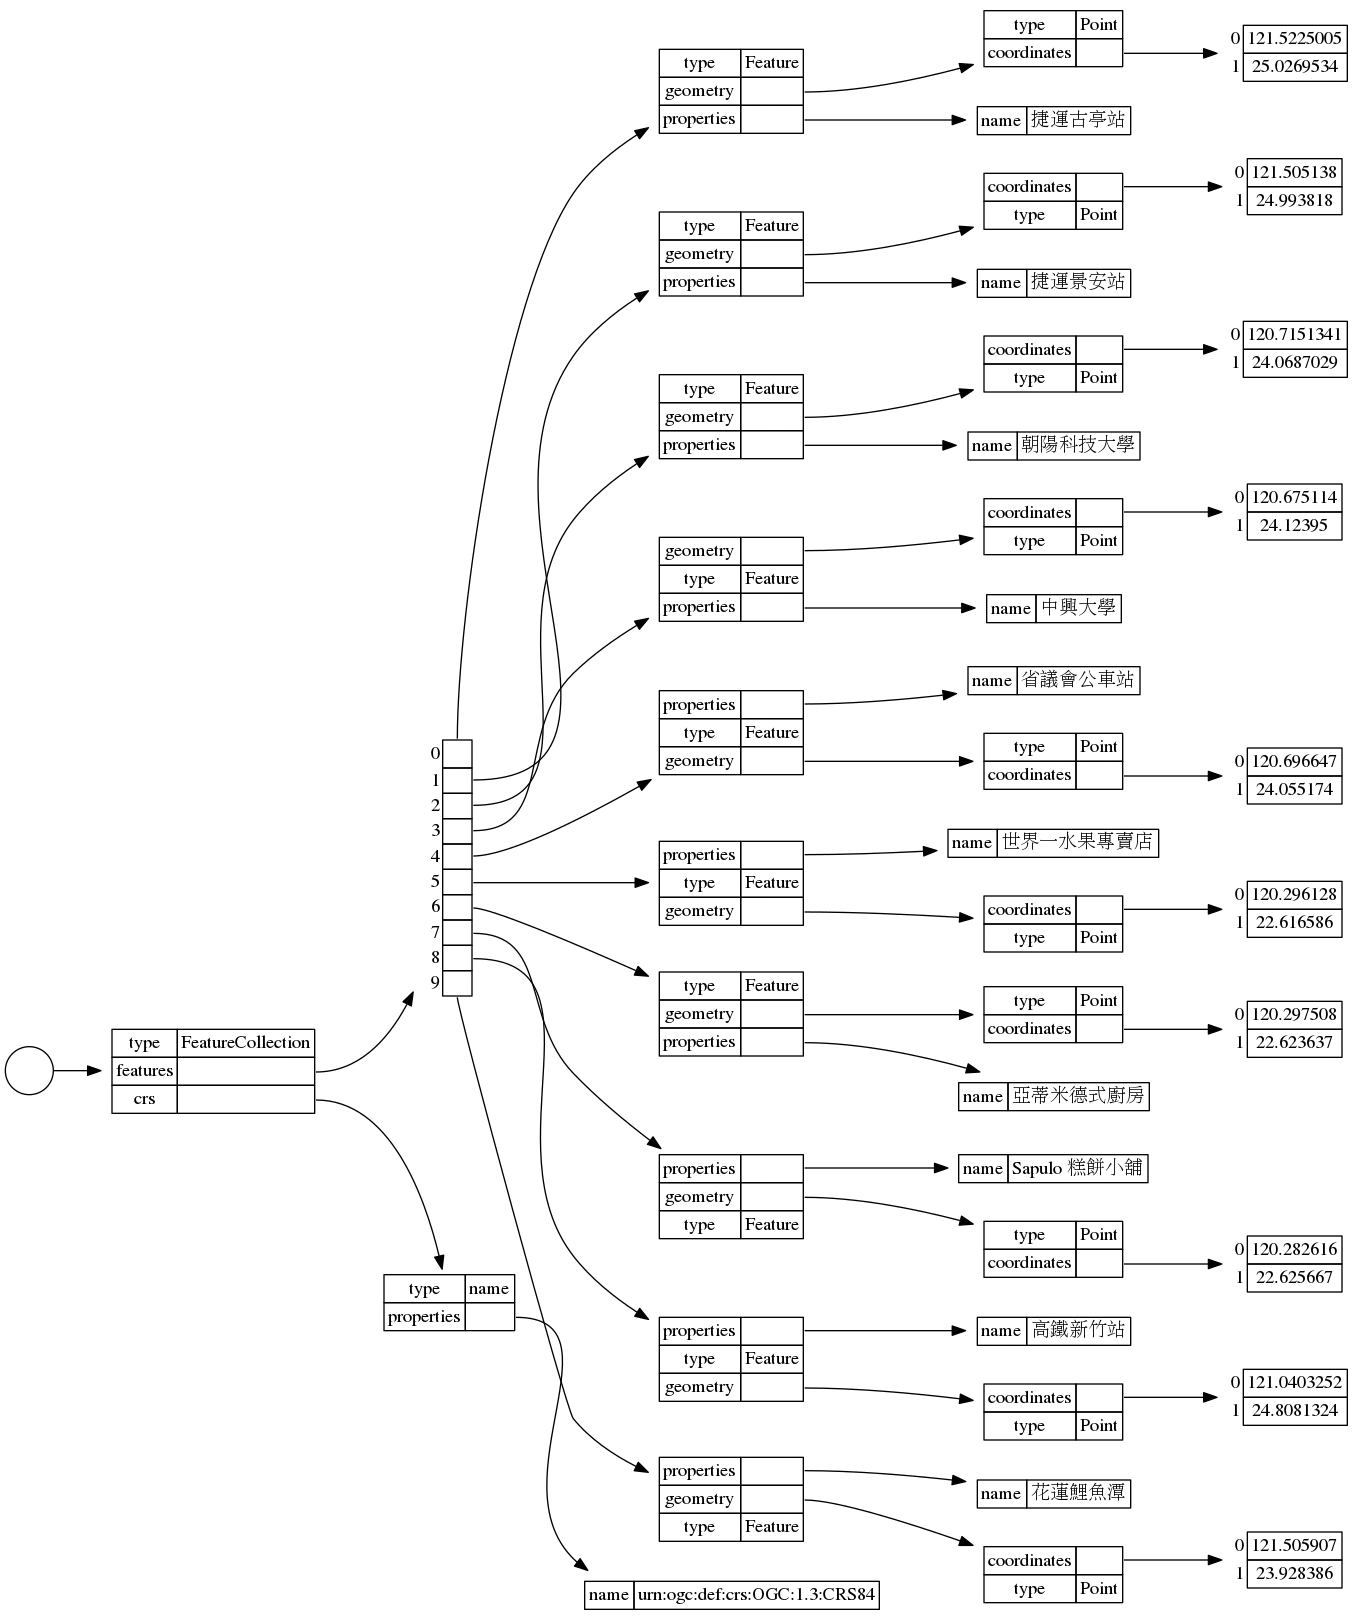 type Feature
geometry
properties
type Point
coordinates
0 121.5225005
1 25.0269534
name 捷運古亭站
type Feature
geometry
properties
coordinates
type Point
0 121.505138
1 24.993818
name 捷運景安站
type Feature
geometry
properties
coordinates
type Point
0 120.7151341
1 24.0687029
name 朝陽科技大學
geometry
type Feature
properties
coordinates
type Point
0 120.675114
1 24.12395
name 中興大學
properties
type Feature
geometry
name 省議會公車站
type Point
coordinates
0 120.696647
1 24.055174
0
1
2
3
4
5
6
7
8
9
properties
type Feature
geometry
name 世界一水果專賣店
coordinates
type Point
0 120.296128
1 22.616586
type Feature
geometry
properties
type Point
coordinates
0 120.297508
1 22.623637
name 亞蒂米德式廚房
type FeatureCollection
features
crs
properties
geometry
type Feature
name Sapulo 糕餅小舖
type Point
coordinates
0 120.282616
1 22.625667
type name
properties
properties
type Feature
geometry
name 高鐵新竹站
coordinates
type Point
0 121.0403252
1 24.8081324
properties
geometry
type Feature
name 花蓮鯉魚潭
coordinates
type Point
0 121.505907
1 23.928386
name urn:ogc:def:crs:OGC:1.3:CRS84